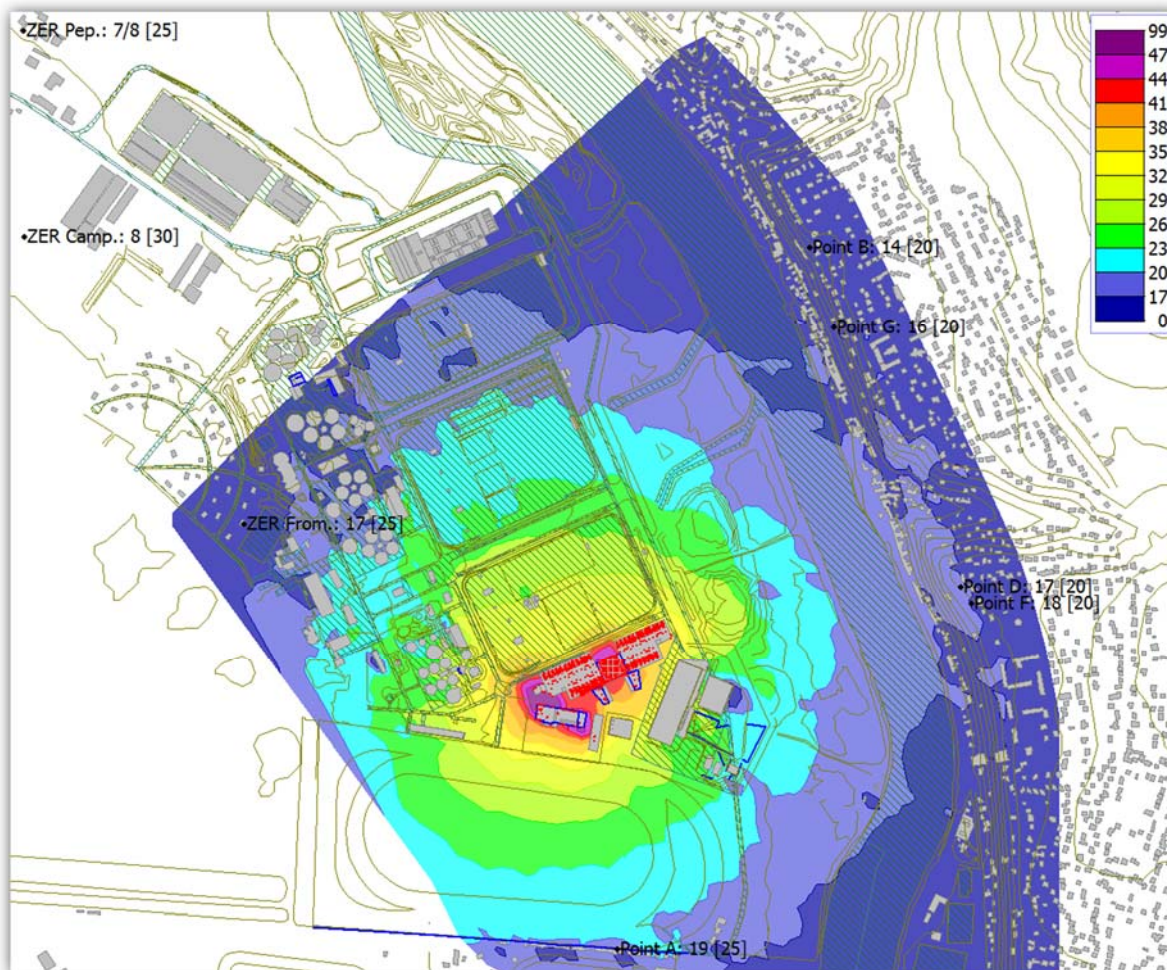 ZER Pep.: 7/8 [25]
99
47
44
41
38
32
29
26
23
20
17
0
ZER Camp.: 8 [30]
Point B: 14 [20]
Point G: 16 [20]
ZER From.: 17 [25]
Point D: 17 [20]
Point F: 18 [20]
Point A: 19 [25]